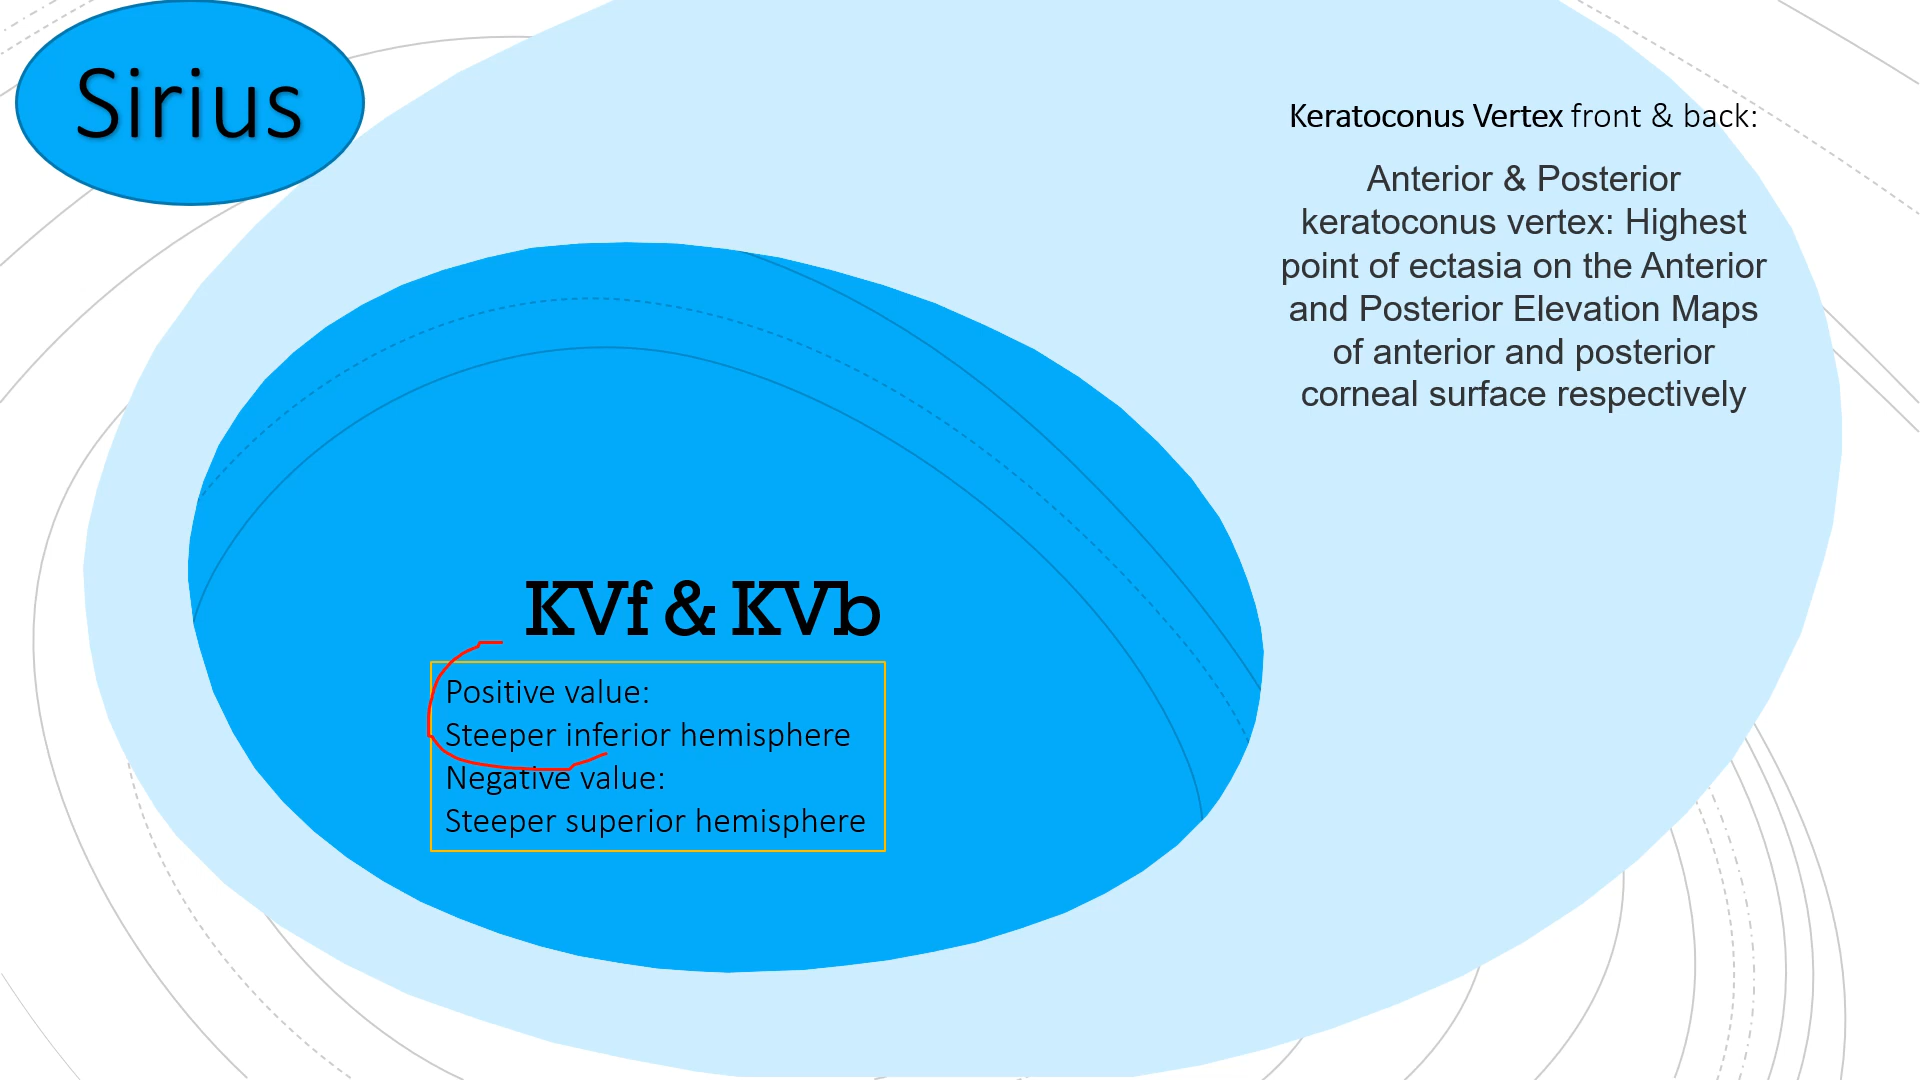 Sirius
Keratoconus Vertex front & back:
Anterior & Posterior
keratoconus vertex: Highest
point of ectasia on the Anterior
and Posterior Elevation Maps
of anterior and posterior
corneal surface respectively
KVf & KVb
Positive value:
Steeper inferior hemisphere
Negative value:
Steeper superior hemisphere